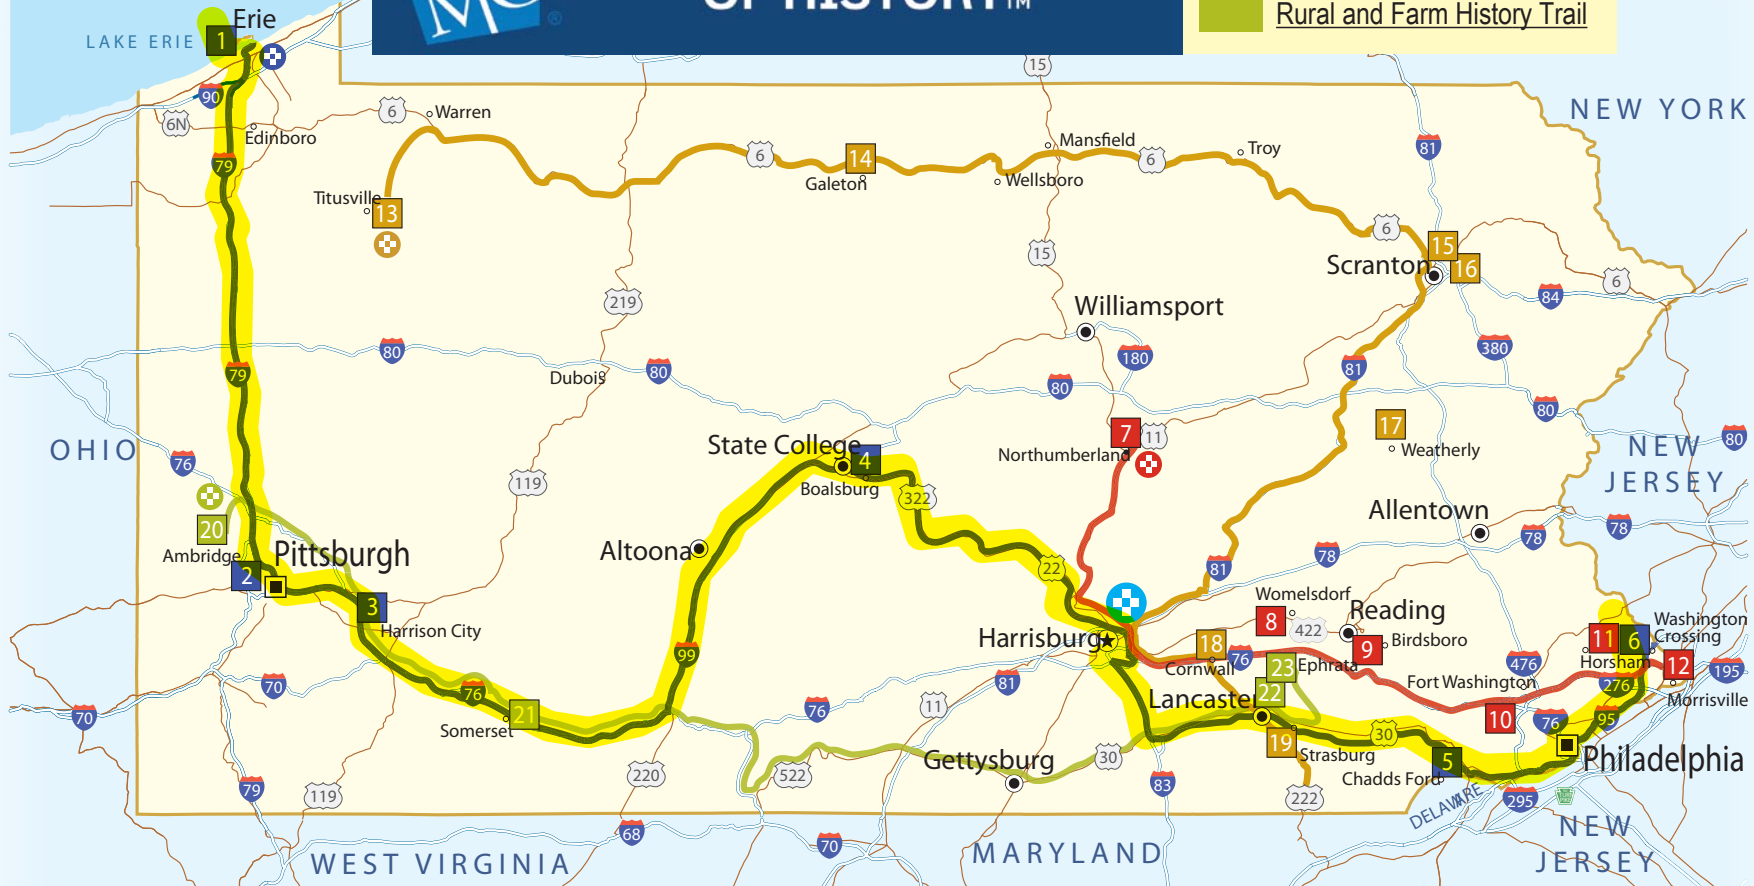 MC
®
OF HISTORY™
Rural and Farm History Trail
Erie
1
LAKE ERIE
15
90
6N
6
Warren
NEW YORK
Edinboro
79
Mansfield
81
6
14
6
Troy
Galeton
Wellsboro
Titusville
13
6
15
15
Scranton
16
219
Williamsport
84
6
79
80
80
180
380
Dubois
80
81
80
OHIO
76
State College
4
7
11
17
Weatherly
NEW
JERSEY
80
Northumberland
Boalsburg
119
322
20
Ambridge
Pittsburgh
2
Altoona
22
Allentown
78
78
78
81
3
Harrison City
Womelsdorf
8
422
Reading
9
Birdsboro
Harrisburg
18
Cornwall
76
23
Ephrata
11
6
Washington
Crossing
Horsham
12
195
99
476
276
Fort Washington
Morrisville
70
76
81
76
11
Lancaster
22
10
76
95
70
21
Somerset
30
19
Strasburg
30
5
Chadds Ford
Philadelphia
Gettysburg
79
119
220
522
83
222
DELAWARE
295
68
70
WEST VIRGINIA
MARYLAND
NEW
JERSEY